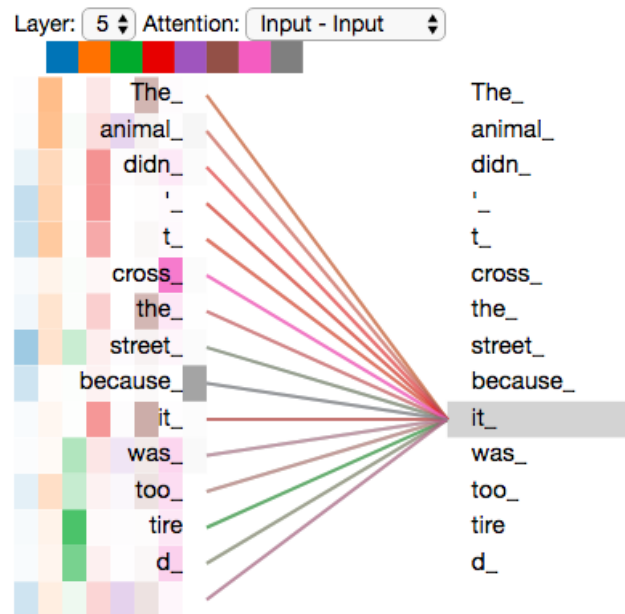 Layer: 5 Attention: Input - Input
The_ The_
animal_ animal_
didn_ didn_
'_ '_
t_ t_
cross_ cross_
the_ the_
street_ street_
because_ because_
it_ it_
was_ was_
too_ too_
tire tire
d_ d_